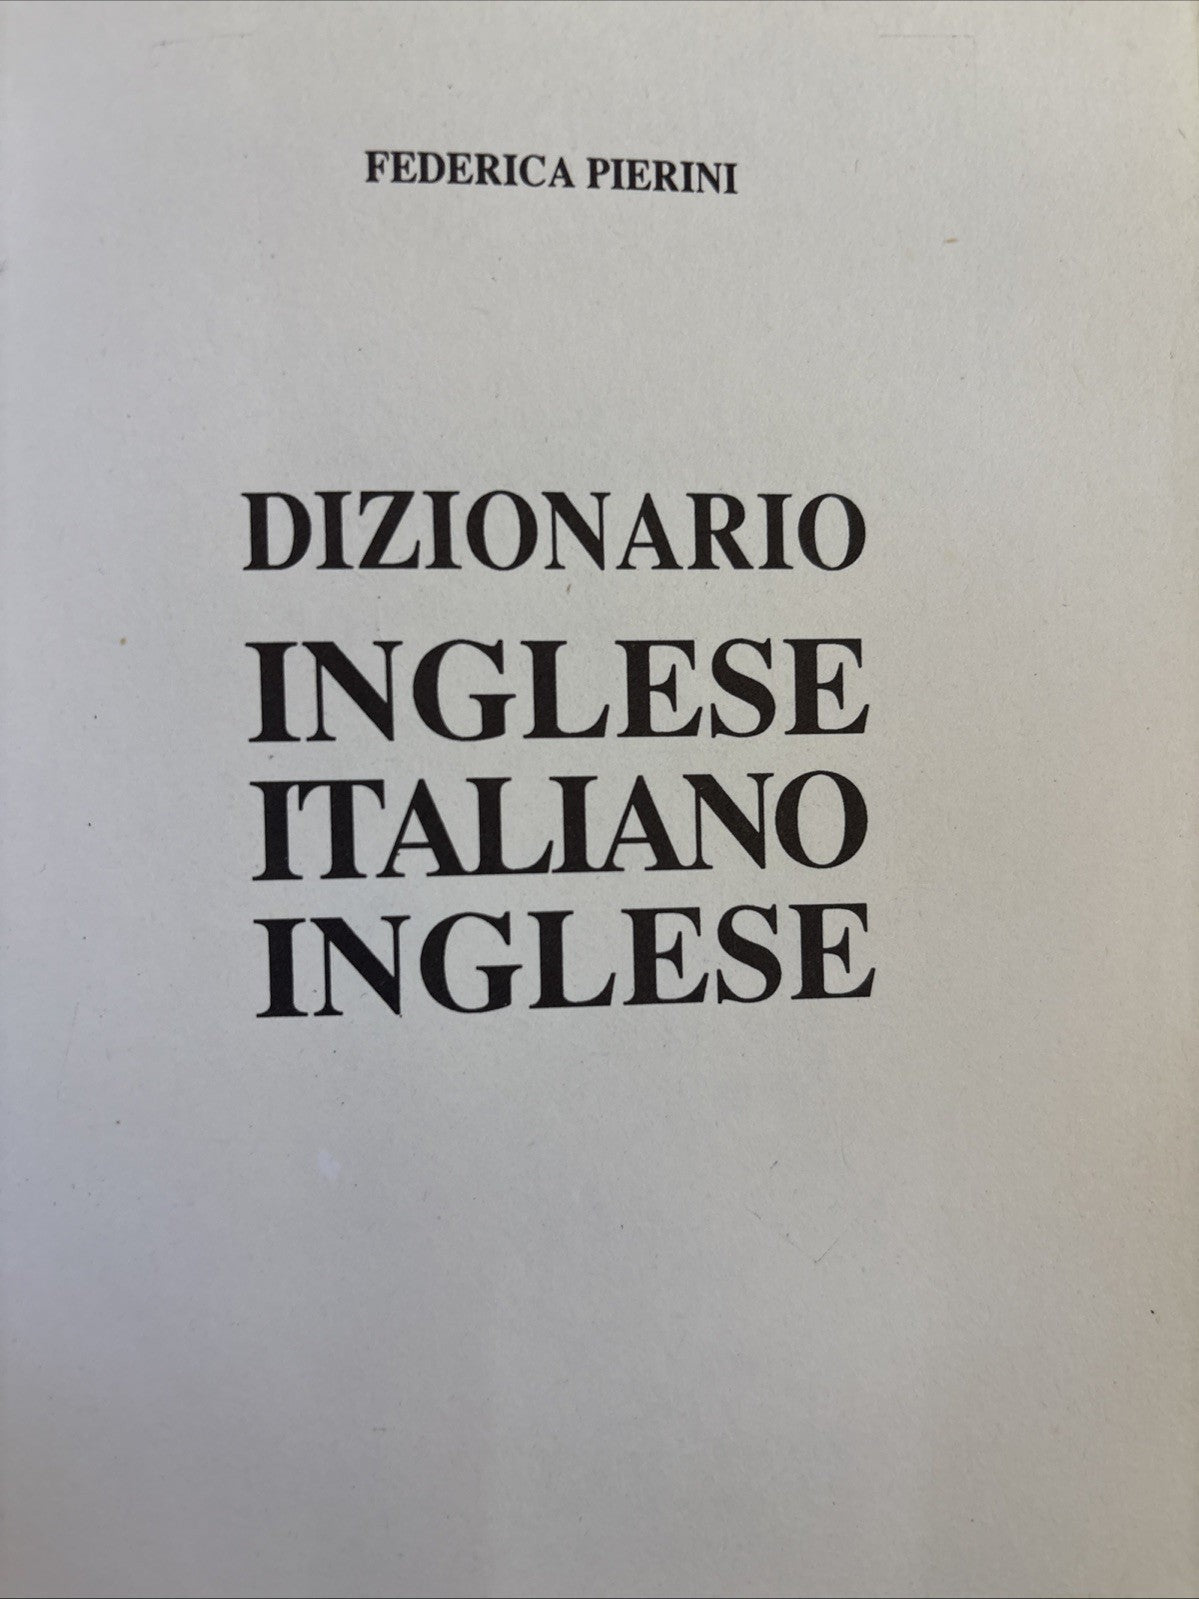 FEDERICA PIERINI
DIZIONARIO
INGLESE
ITALIANO
INGLESE